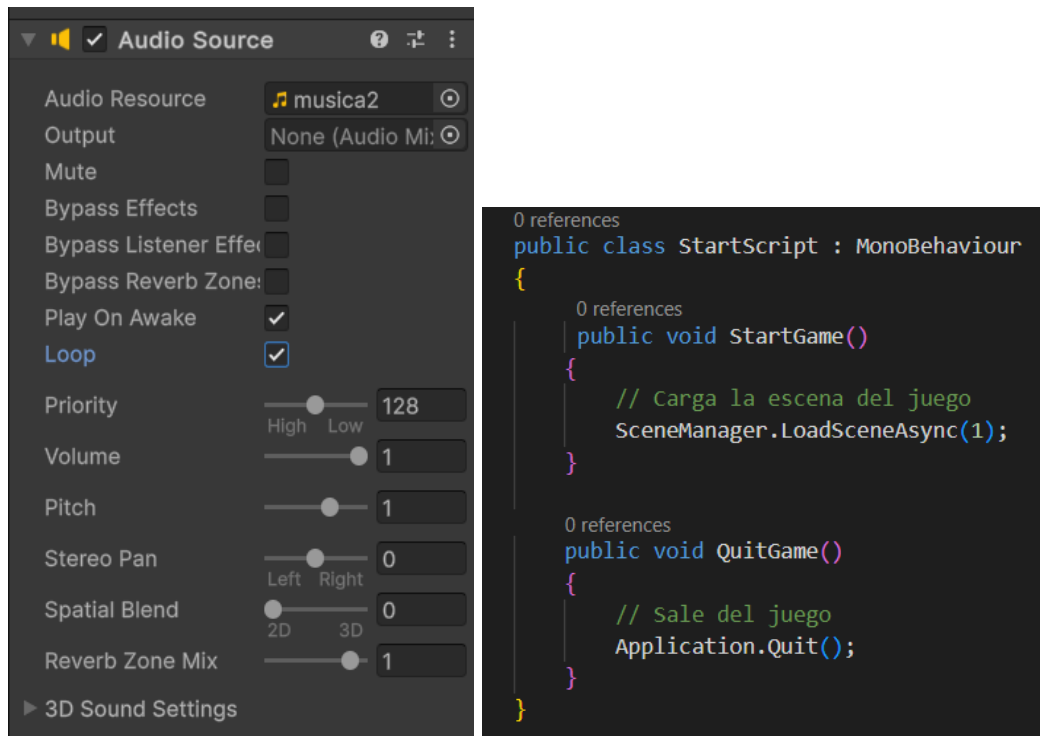 Audio Source
Audio Resource musica2
Output None (Audio Mi
Mute
Bypass Effects
Bypass Listener Effe
Bypass Reverb Zone
Play On Awake
Loop
Priority 128
High Low
Volume 1
Pitch 1
Stereo Pan 0
Left Right
Spatial Blend 0
2D 3D
Reverb Zone Mix 1
3D Sound Settings
0 references
public class StartScript : MonoBehaviour
{
0 references
public void StartGame()
{
// Carga la escena del juego
SceneManager.LoadSceneAsync(1);
}
0 references
public void QuitGame()
{
// Sale del juego
Application.Quit();
}
}